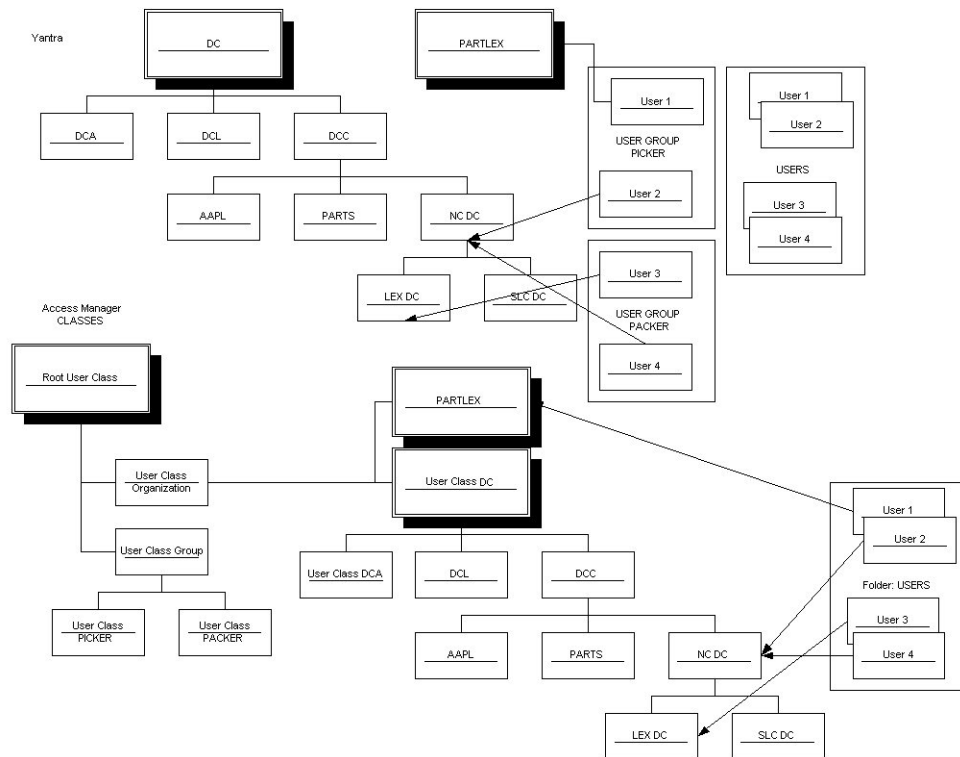 Yantra
DC
PARTLEX
User 1
User 1
User 2
DCA
DCL
DCC
USER GROUP
PICKER
USERS
AAPL
PARTS
NC DC
User 2
User 3
User 4
LEX DC
SLC DC
User 3
USER GROUP
PACKER
User 4
Access Manager
CLASSES
Root User Class
PARTLEX
User Class
Organization
User Class DC
User 1
User 2
User Class Group
User Class DCA
DCL
DCC
Folder: USERS
User Class
PICKER
User Class
PACKER
User 3
User 4
AAPL
PARTS
NC DC
LEX DC
SLC DC